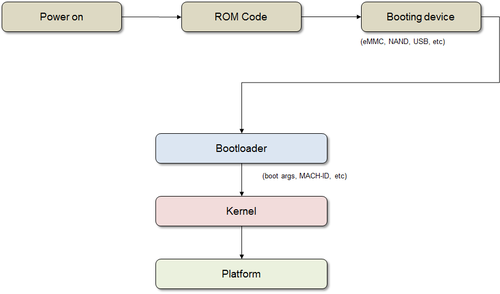 Power on
ROM Code
Booting device
(eMMC, NAND, USB, etc)
Bootloader
(boot args, MACH-ID, etc)
Kernel
Platform